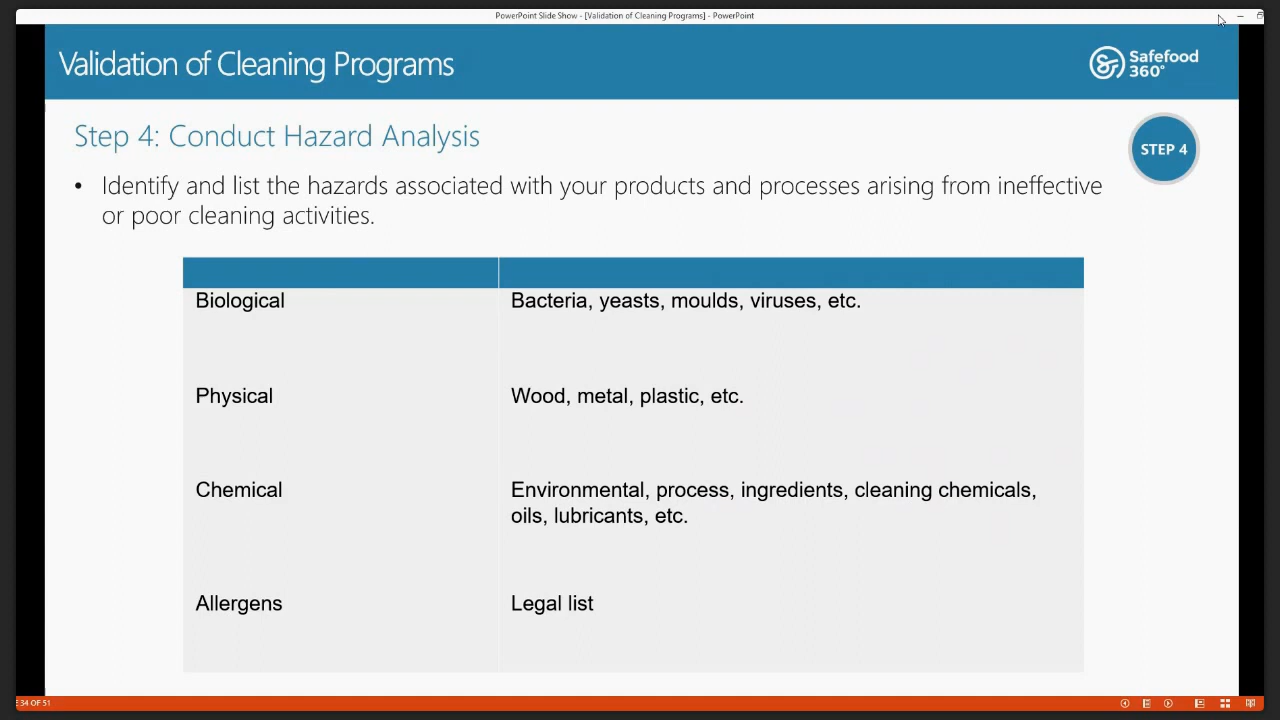 PowerPoint Slide Show - [Validation of Cleaning Programs] - PowerPoint
Validation of Cleaning Programs
Safefood
360°
Step 4: Conduct Hazard Analysis
STEP 4
• Identify and list the hazards associated with your products and processes arising from ineffective
or poor cleaning activities.
Biological
Bacteria, yeasts, moulds, viruses, etc.
Physical
Wood, metal, plastic, etc.
Chemical
Environmental, process, ingredients, cleaning chemicals,
oils, lubricants, etc.
Allergens
Legal list
E 34 OF 51